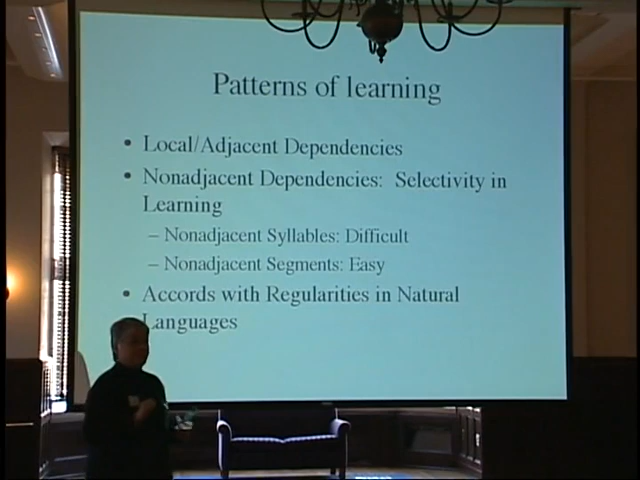 Patterns of learning
• Local/Adjacent Dependencies
• Nonadjacent Dependencies: Selectivity in
Learning
– Nonadjacent Syllables: Difficult
– Nonadjacent Segments: Easy
• Accords with Regularities in Natural
Languages